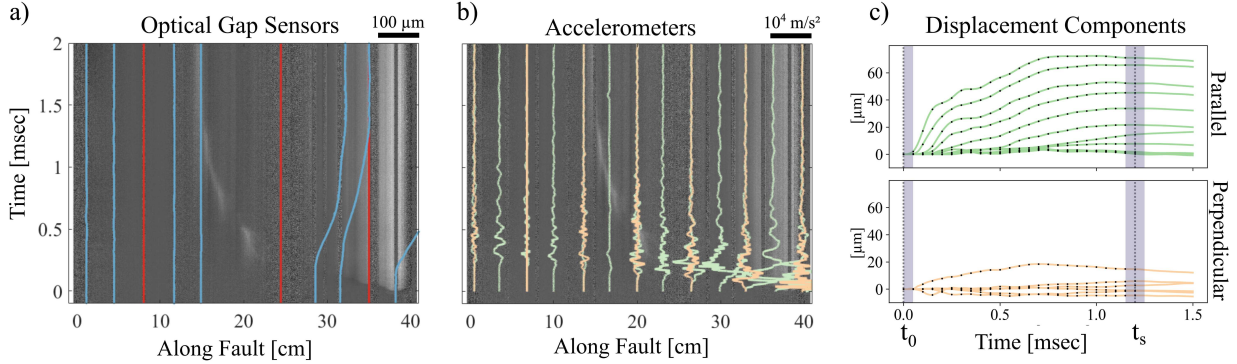 a)
Optical Gap Sensors
100 µm
2
1.5
1
0.5
0
Time [msec]
0 10 20 30 40
Along Fault [cm]
b)
Accelerometers
10⁴ m/s²
0 10 20 30 40
Along Fault [cm]
c)
Displacement Components
60
40
20
0
[µm]
Parallel
60
40
20
0
[µm]
Perpendicular
0.0 0.5 1.0 1.5
t₀ Time [msec] tₛ